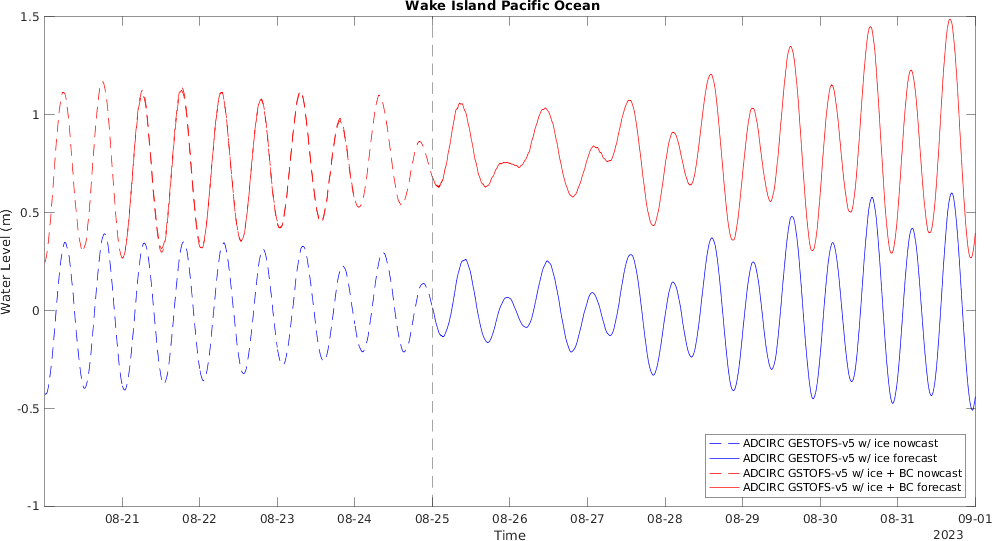 Wake Island Pacific Ocean
1.5
1
0.5
0
-0.5
-1
Water Level (m)
08-21 08-22 08-23 08-24 08-25 08-26 08-27 08-28 08-29 08-30 08-31 09-01
Time
2023
ADCIRC GESTOFS-v5 w/ ice nowcast
ADCIRC GESTOFS-v5 w/ ice forecast
ADCIRC GSTOFS-v5 w/ ice + BC nowcast
ADCIRC GSTOFS-v5 w/ ice + BC forecast